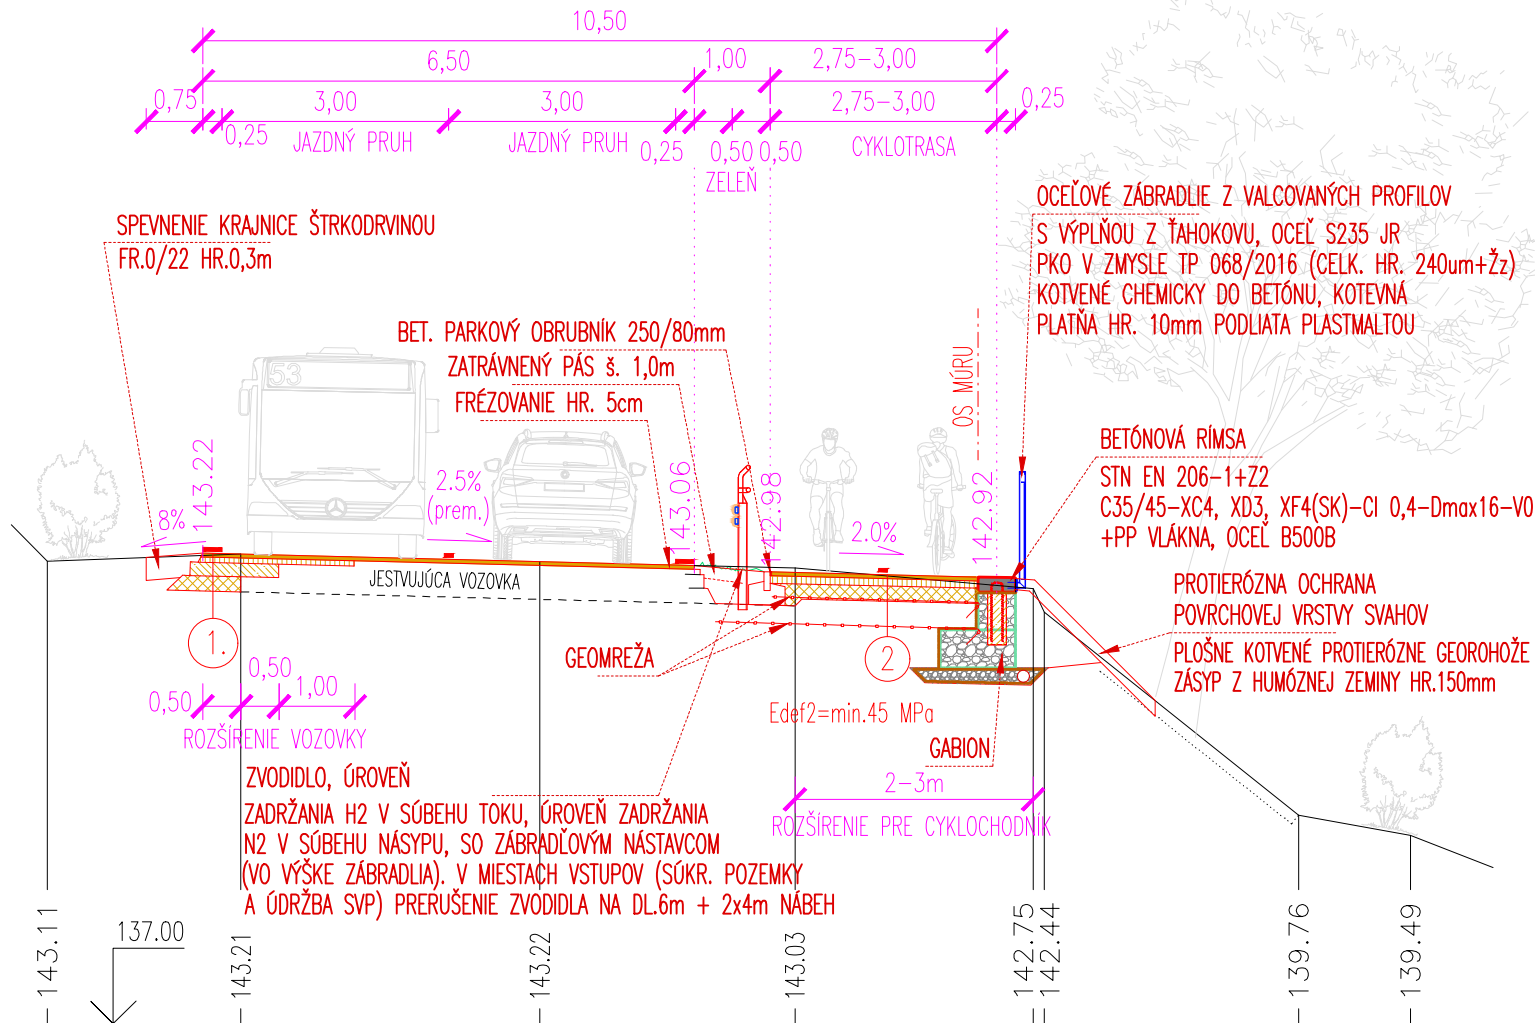 10,50
6,50
1,00
2,75-3,00
0,75
3,00
3,00
2,75-3,00
0,25
0,25
JAZDNÝ PRUH
JAZDNÝ PRUH
0,25
0,50
0,50
CYKLOTRASA
ZELEŇ
SPEVNENIE KRAJNICE ŠTRKODRVINOU
FR.0/22 HR.0,3m
OCEĽOVÉ ZÁBRADLIE Z VALCOVANÝCH PROFILOV
S VÝPLŇOU Z ŤAHOKOVU, OCEĽ S235 JR
PKO V ZMYSLE TP 068/2016 (CELK. HR. 240um+Žz)
KOTVENÉ CHEMICKY DO BETÓNU, KOTEVNÁ
PLATŇA HR. 10mm PODLIATA PLASTMALTOU
BET. PARKOVÝ OBRUBNÍK 250/80mm
ZATRÁVNENÝ PÁS š. 1,0m
FRÉZOVANIE HR. 5cm
OS MÚRU
53
BETÓNOVÁ RÍMSA
STN EN 206-1+Z2
C35/45-XC4, XD3, XF4(SK)-CI 0,4-Dmax16-V0
+PP VLÁKNA, OCEĽ B500B
143.22
8%
2.5%
(prem.)
143.06
142.98
2.0%
142.92
JESTVUJÚCA VOZOVKA
PROTIERÓZNA OCHRANA
POVRCHOVEJ VRSTVY SVAHOV
PLOŠNE KOTVENÉ PROTIERÓZNE GEOROHOŽE
ZÁSYP Z HUMÓZNEJ ZEMINY HR.150mm
1.
2
GEOMREŽA
0,50
0,50
1,00
ROZŠÍRENIE VOZOVKY
Edef2=min.45 MPa
GABION
2-3m
ROZŠÍRENIE PRE CYKLOCHODNÍK
ZVODIDLO, ÚROVEŇ
ZADRŽANIA H2 V SÚBEHU TOKU, ÚROVEŇ ZADRŽANIA
N2 V SÚBEHU NÁSYPU, SO ZÁBRADĽOVÝM NÁSTAVCOM
(VO VÝŠKE ZÁBRADLIA). V MIESTACH VSTUPOV (SÚKR. POZEMKY
A ÚDRŽBA SVP) PRERUŠENIE ZVODIDLA NA DL.6m + 2x4m NÁBEH
137.00
143.11
143.21
143.22
143.03
142.75
142.44
139.76
139.49